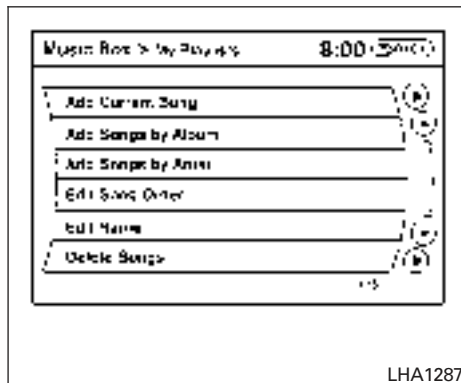 Music Box > My Playlists 8:00 BACK
Add Current Song
Add Songs by Album
Add Songs by Artist
Edit Song Order
Edit Name
Delete Songs
LHA1287